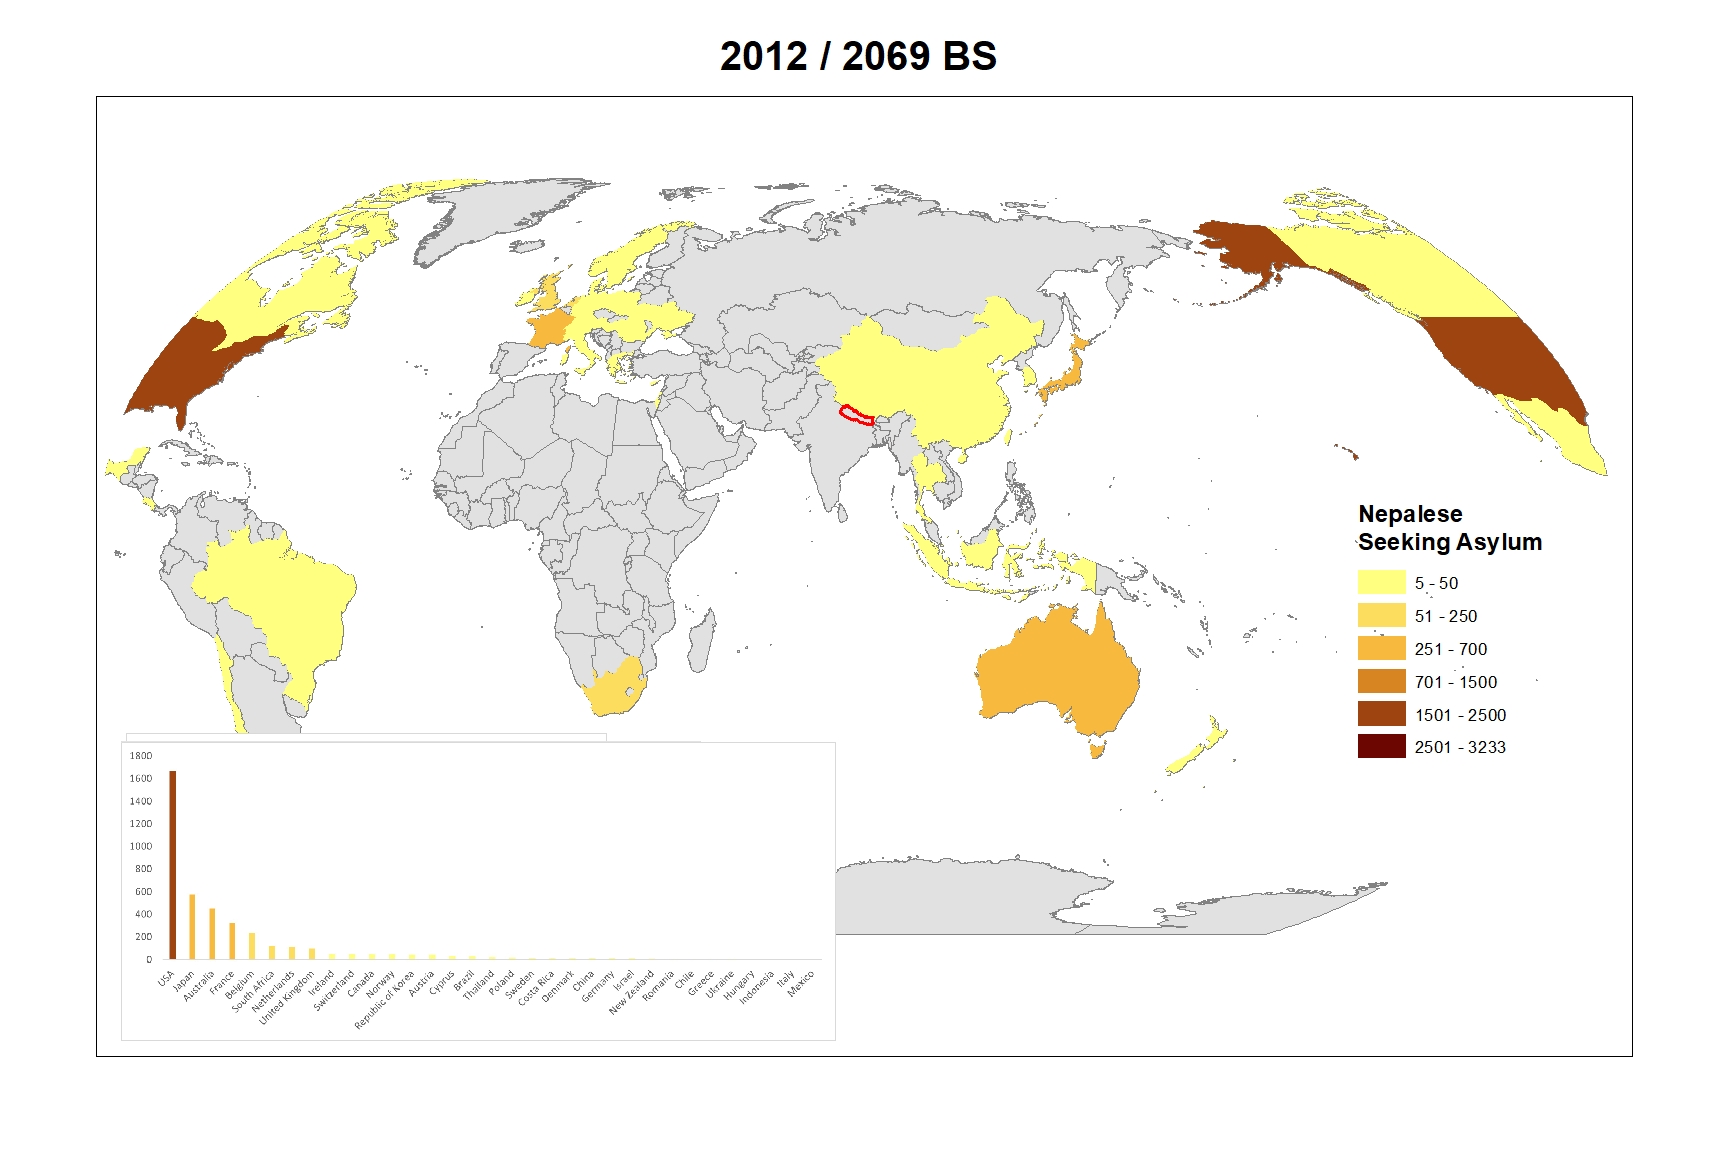 2012 / 2069 BS
Nepalese
Seeking Asylum
5 - 50
51 - 250
251 - 700
701 - 1500
1501 - 2500
2501 - 3233
1800
1600
1400
1200
1000
800
600
400
200
0
USA
Japan
Australia
France
Belgium
South Africa
Netherlands
United Kingdom
Ireland
Switzerland
Canada
Norway
Republic of Korea
Austria
Cyprus
Brazil
Thailand
Poland
Sweden
Costa Rica
Denmark
China
Germany
Israel
New Zealand
Romania
Chile
Greece
Ukraine
Hungary
Indonesia
Italy
Mexico